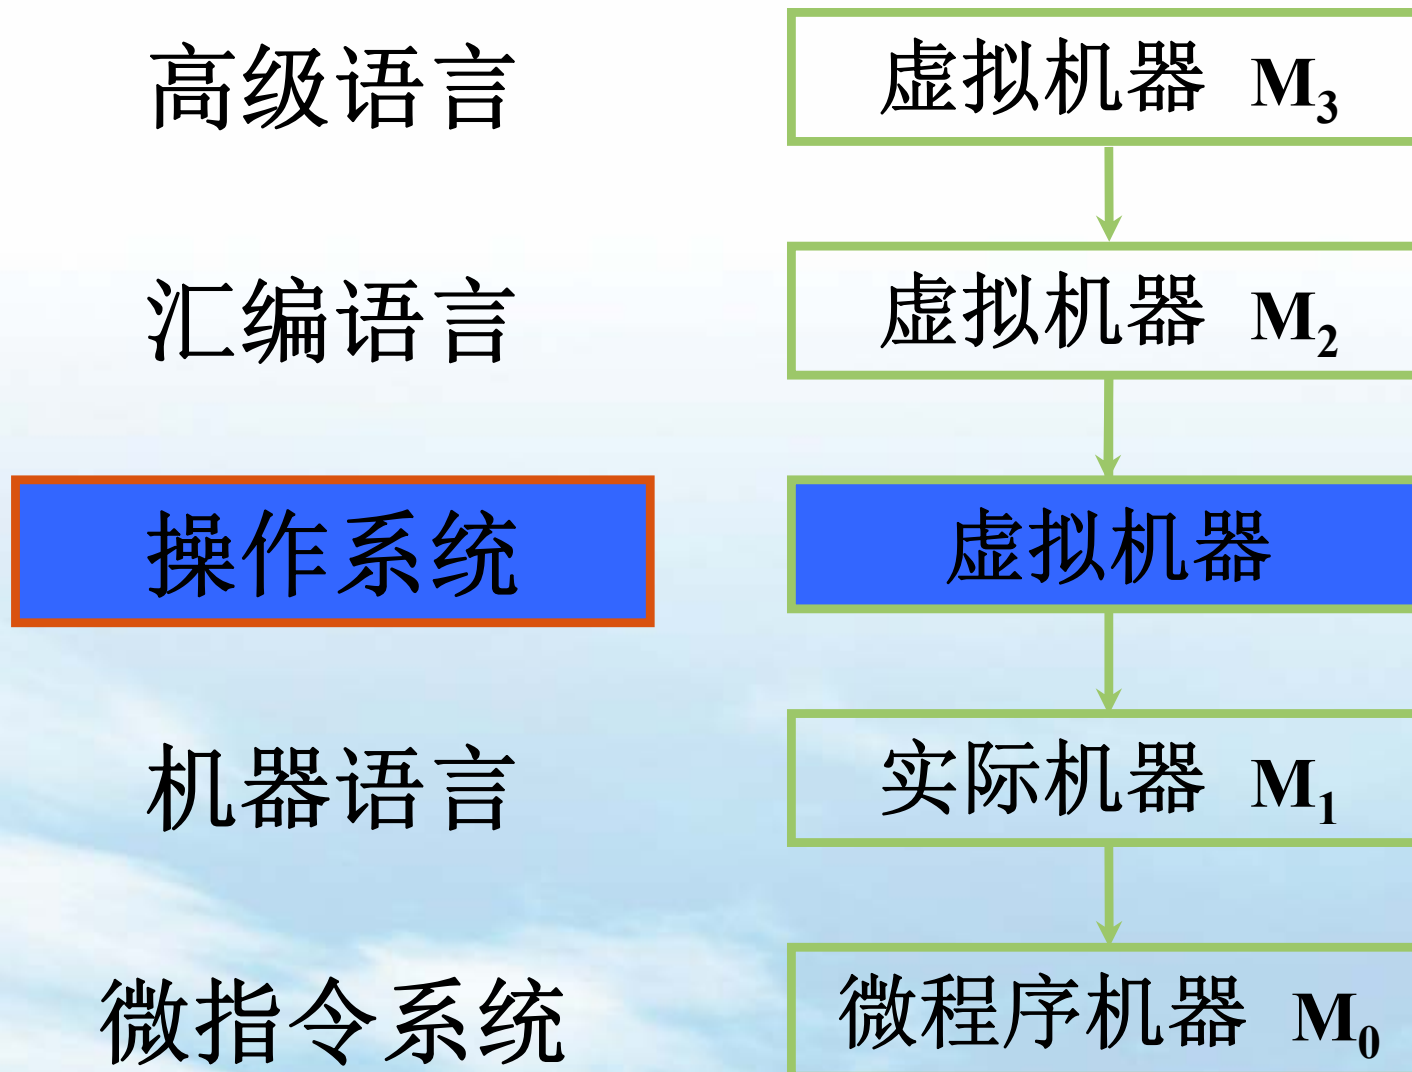 高级语言 虚拟机器 M₃
汇编语言 虚拟机器 M₂
操作系统 虚拟机器
机器语言 实际机器 M₁
微指令系统 微程序机器 M₀